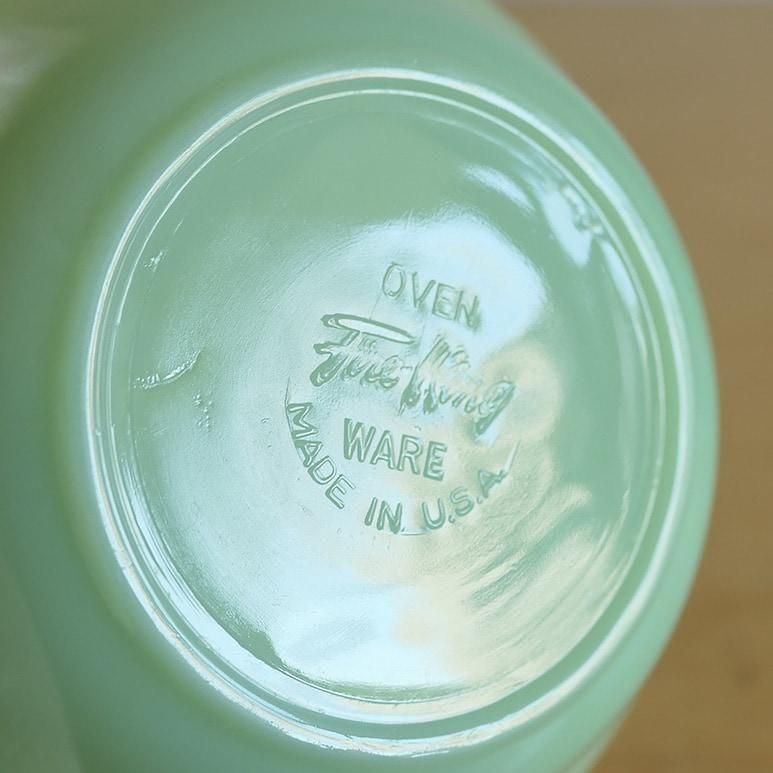 OVEN
Fire-King
WARE
MADE IN U.S.A.